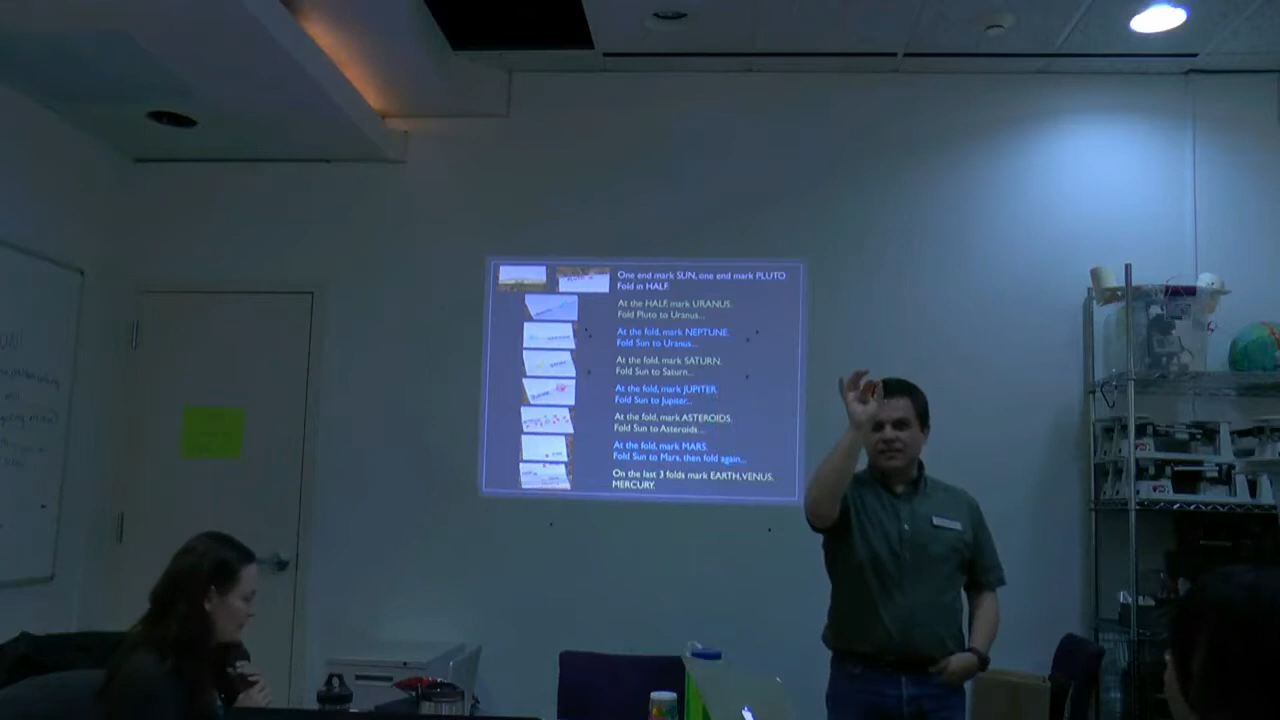 One end mark SUN, one end mark PLUTO
Fold in HALF.
At the HALF, mark URANUS.
Fold Pluto to Uranus...
At the fold, mark NEPTUNE.
Fold Sun to Uranus...
At the fold, mark SATURN.
Fold Sun to Saturn...
At the fold, mark JUPITER.
Fold Sun to Jupiter...
At the fold, mark ASTEROIDS.
Fold Sun to Asteroids...
At the fold, mark MARS.
Fold Sun to Mars, then fold again...
On the last 3 folds mark EARTH, VENUS,
MERCURY.